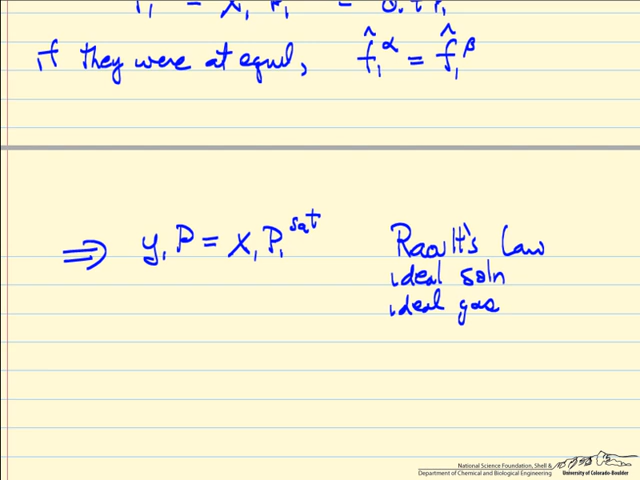 if they were at equil, f̂₁^α = f̂₁^β
⇒ y₁P = x₁P₁^sat
Raoult's Law
ideal soln
ideal gas
National Science Foundation, Shell &
Department of Chemical and Biological Engineering
University of Colorado-Boulder